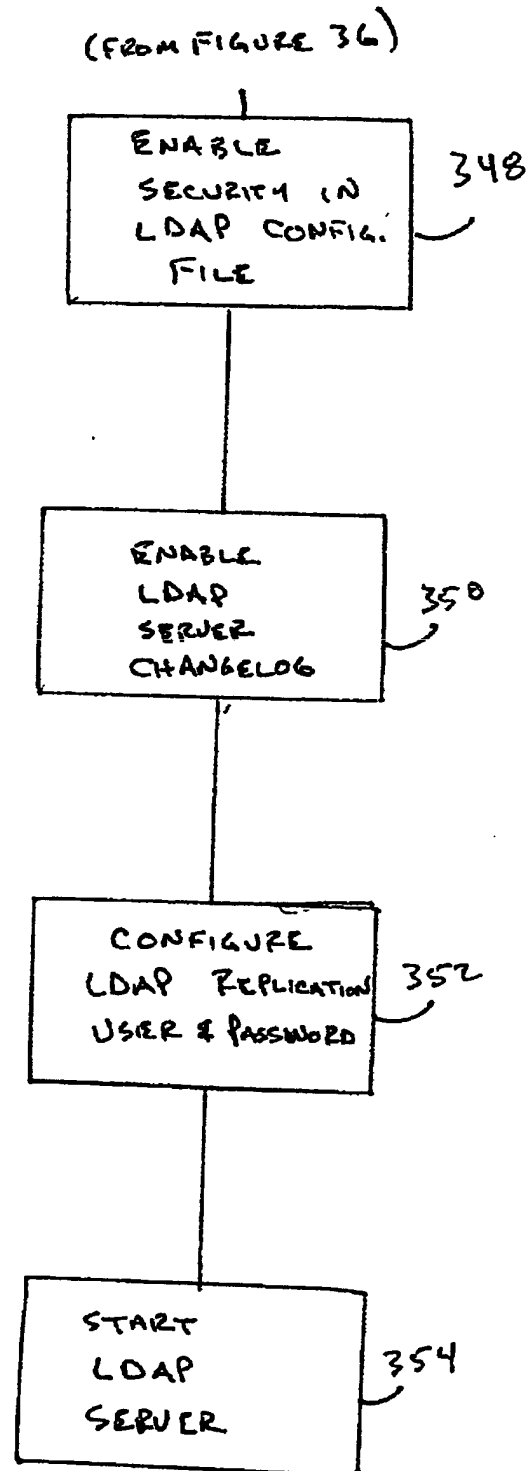 (FROM FIGURE 36)
ENABLE
SECURITY IN
LDAP CONFIG.
FILE
348
ENABLE
LDAP
SERVER
CHANGELOG
350
CONFIGURE
LDAP REPLICATION
USER & PASSWORD
352
START
LDAP
SERVER
354